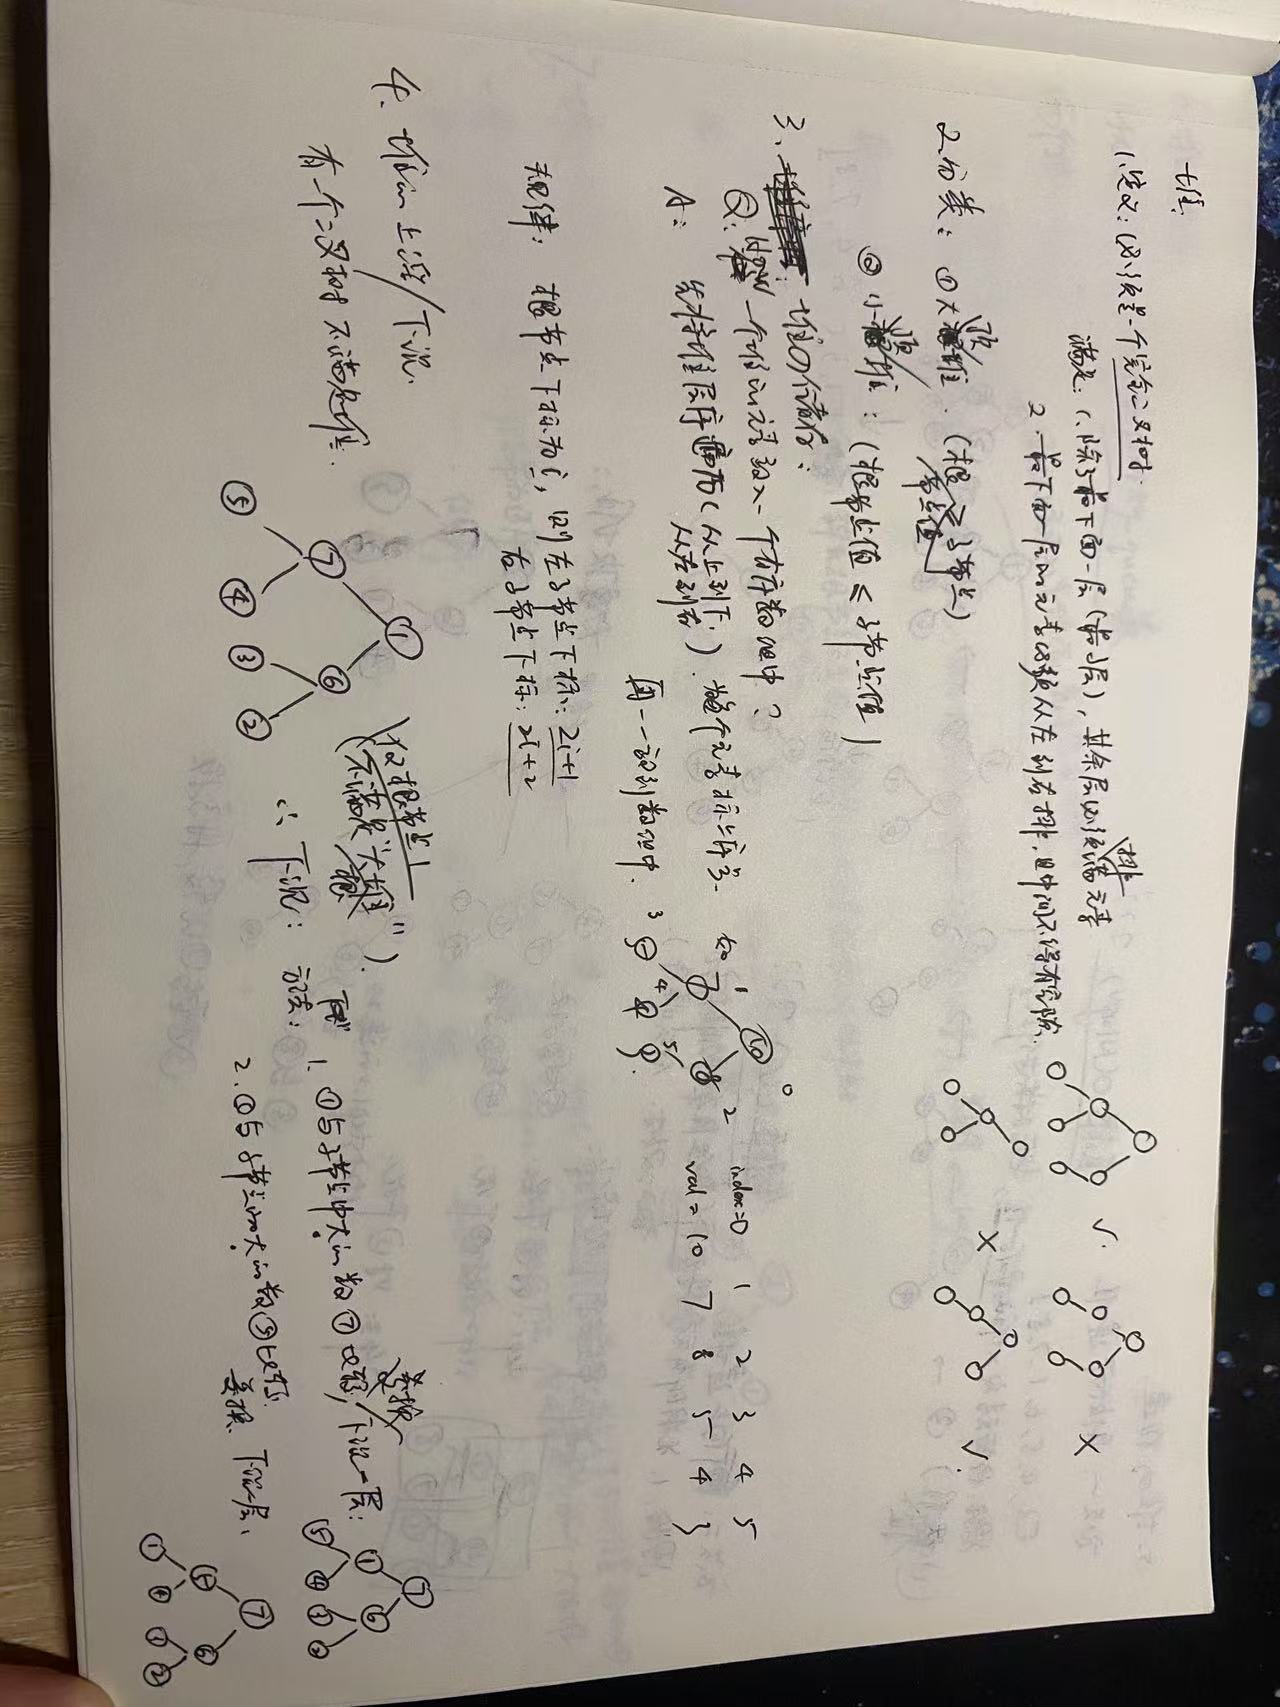 堆
1.定义：必须是一个完全二叉树.
满足：1.除了最下面一层（最后层），其余层必须排满元素
2.最下面一层的元素必须从左到右排，且中间不得有空隙.
√. ×
× √.
2.分类：①大顶堆.（根节点值 ≥ 子节点）
②小顶堆：（根节点值 ≤ 子节点值）
3. 堆の储存：
Q: How 一个堆的元素放入一个有序数组中？
A: 先将堆层序遍历（从上到下，从左到右）.为每个元素标上序号.
再一一放到数组中.
如
0
10
1 7 8 2
3 5 4 4 5 3
index=0 1 2 3 4 5
val=10 7 8 5 4 3
规律：根节点下标为i，则左子节点下标：2i+1
右子节点下标：2i+2
4.堆的上浮/下沉.
有一个二叉树不满足堆.
1
7 6
5 4 3 2
（仅根节点1不满足“大根堆”）.
∴下沉：方法：1.①与子节点中大的数⑦比较/交换，下沉一层：
7
1 6
5 4 3 2
2.①与子节点的大的数⑤比较.交换.下沉一层.
7
5 6
1 4 3 2